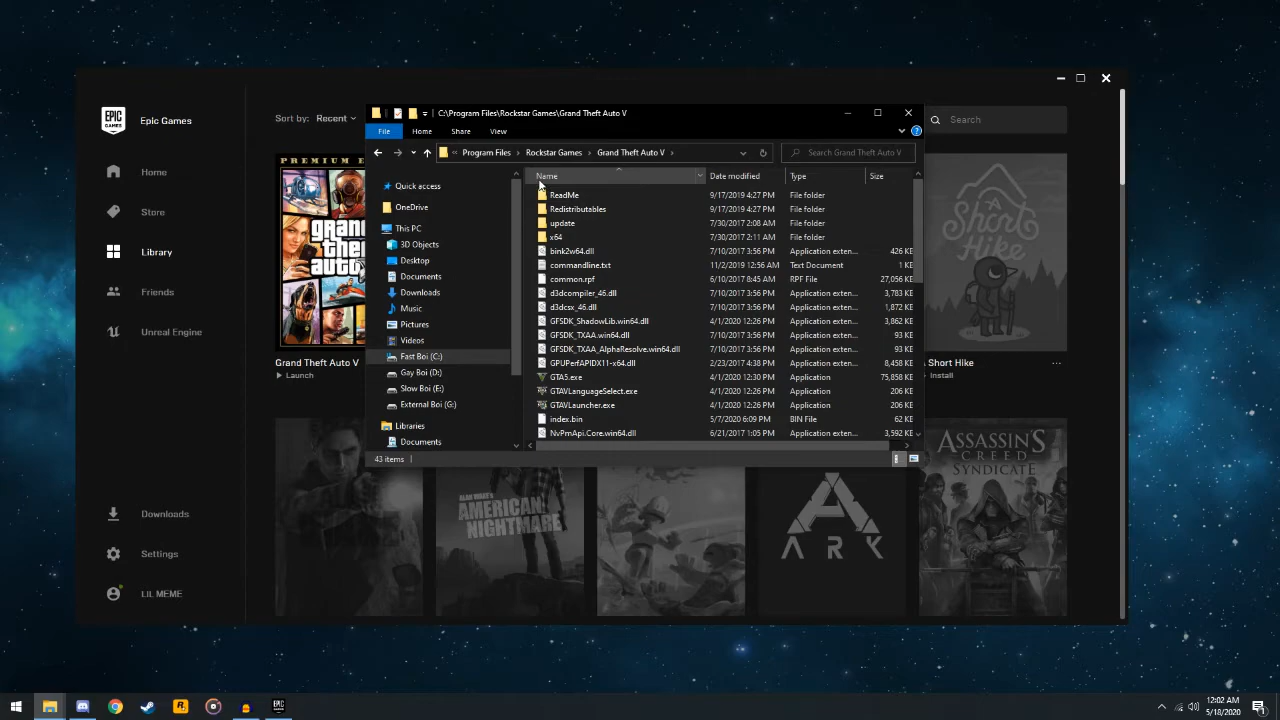 EPIC GAMES
Epic Games
Home
Store
Library
Friends
Unreal Engine
Downloads
Settings
LIL MEME
Sort by: Recent
Search
PREMIUM E
grand
the
auto
Grand Theft Auto V
Launch
A Short Hike
Short Hike
Install
ALAN WAKE'S
AMERICAN
NIGHTMARE
ARK
ASSASSIN'S
CREED
SYNDICATE
C:\Program Files\Rockstar Games\Grand Theft Auto V
File Home Share View
« Program Files › Rockstar Games › Grand Theft Auto V ›
Search Grand Theft Auto V
Quick access
OneDrive
This PC
3D Objects
Desktop
Documents
Downloads
Music
Pictures
Videos
Fast Boi (C:)
Gay Boi (D:)
Slow Boi (E:)
External Boi (G:)
Libraries
Documents
Name Date modified Type Size
ReadMe 9/17/2019 4:27 PM File folder
Redistributables 9/17/2019 4:27 PM File folder
update 7/30/2017 2:08 AM File folder
x64 7/30/2017 2:11 AM File folder
bink2w64.dll 7/10/2017 3:56 PM Application exten... 426 KB
commandline.txt 11/2/2019 12:56 AM Text Document 1 KB
common.rpf 6/10/2018 8:45 AM RPF File 27,056 KB
d3dcompiler_46.dll 7/10/2017 3:56 PM Application exten... 3,783 KB
d3dcsx_46.dll 7/10/2017 3:56 PM Application exten... 1,872 KB
GFSDK_ShadowLib.win64.dll 4/1/2020 12:26 PM Application exten... 3,862 KB
GFSDK_TXAA.win64.dll 7/10/2017 3:56 PM Application exten... 93 KB
GFSDK_TXAA_AlphaResolve.win64.dll 7/10/2017 3:56 PM Application exten... 93 KB
GPUPerfAPIDX11-x64.dll 2/23/2017 4:38 PM Application exten... 8,458 KB
GTA5.exe 4/1/2020 12:30 PM Application 75,858 KB
GTAVLanguageSelect.exe 4/1/2020 12:26 PM Application 206 KB
GTAVLauncher.exe 4/1/2020 12:26 PM Application 206 KB
index.bin 5/7/2020 6:09 PM BIN File 62 KB
NvPmApi.Core.win64.dll 6/21/2017 1:05 PM Application exten... 3,592 KB
43 items
12:02 AM
5/18/2020